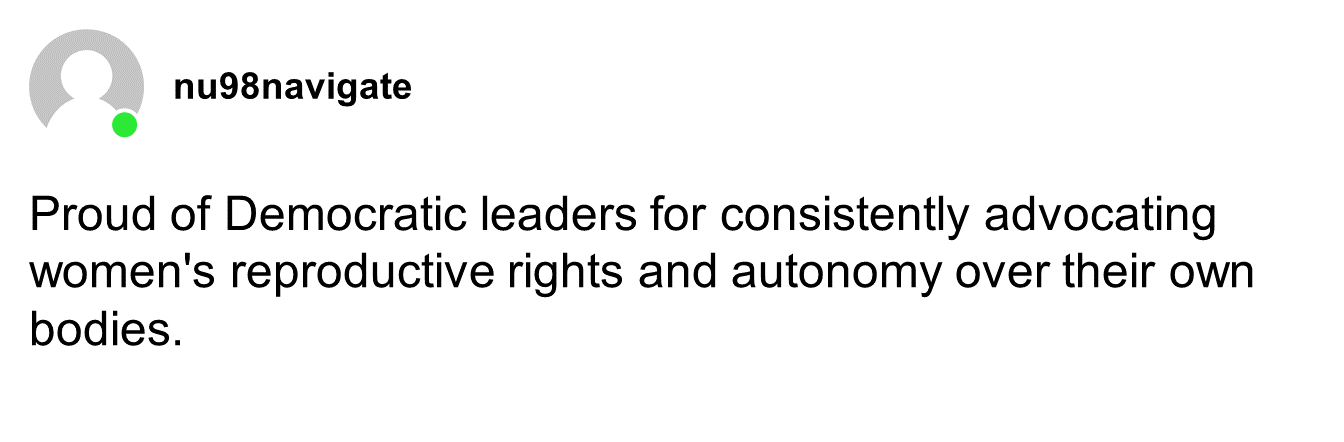 nu98navigate
Proud of Democratic leaders for consistently advocating
women's reproductive rights and autonomy over their own
bodies.